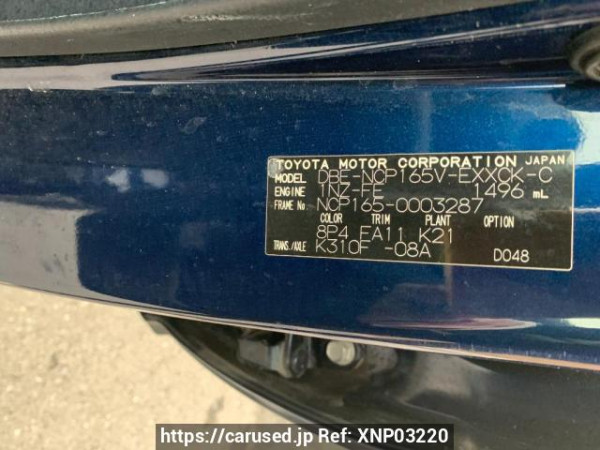 TOYOTA MOTOR CORPORATION JAPAN
MODEL DBE-NCP165V-EXXCK-C
ENGINE 1NZ-FE 1496 mL
FRAME No. NCP165-0003287
COLOR TRIM PLANT OPTION
8P4 FA11 K21
TRANS./AXLE K310F -08A D048
https://carused.jp Ref: XNP03220